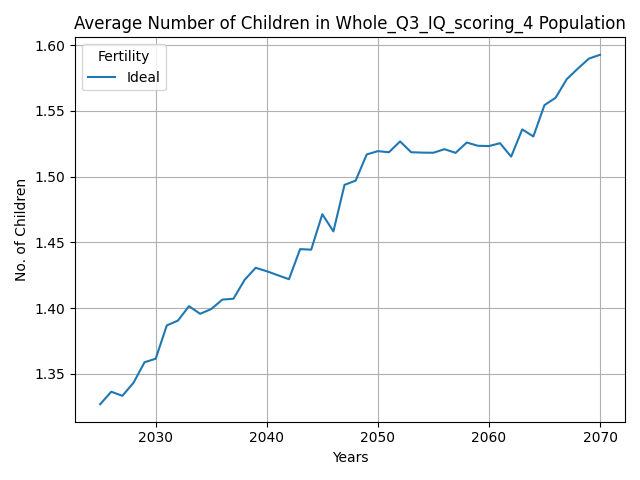 Average Number of Children in Whole_Q3_IQ_scoring_4 Population
Fertility
Ideal
No. of Children
1.60
1.55
1.50
1.45
1.40
1.35
2030 2040 2050 2060 2070
Years